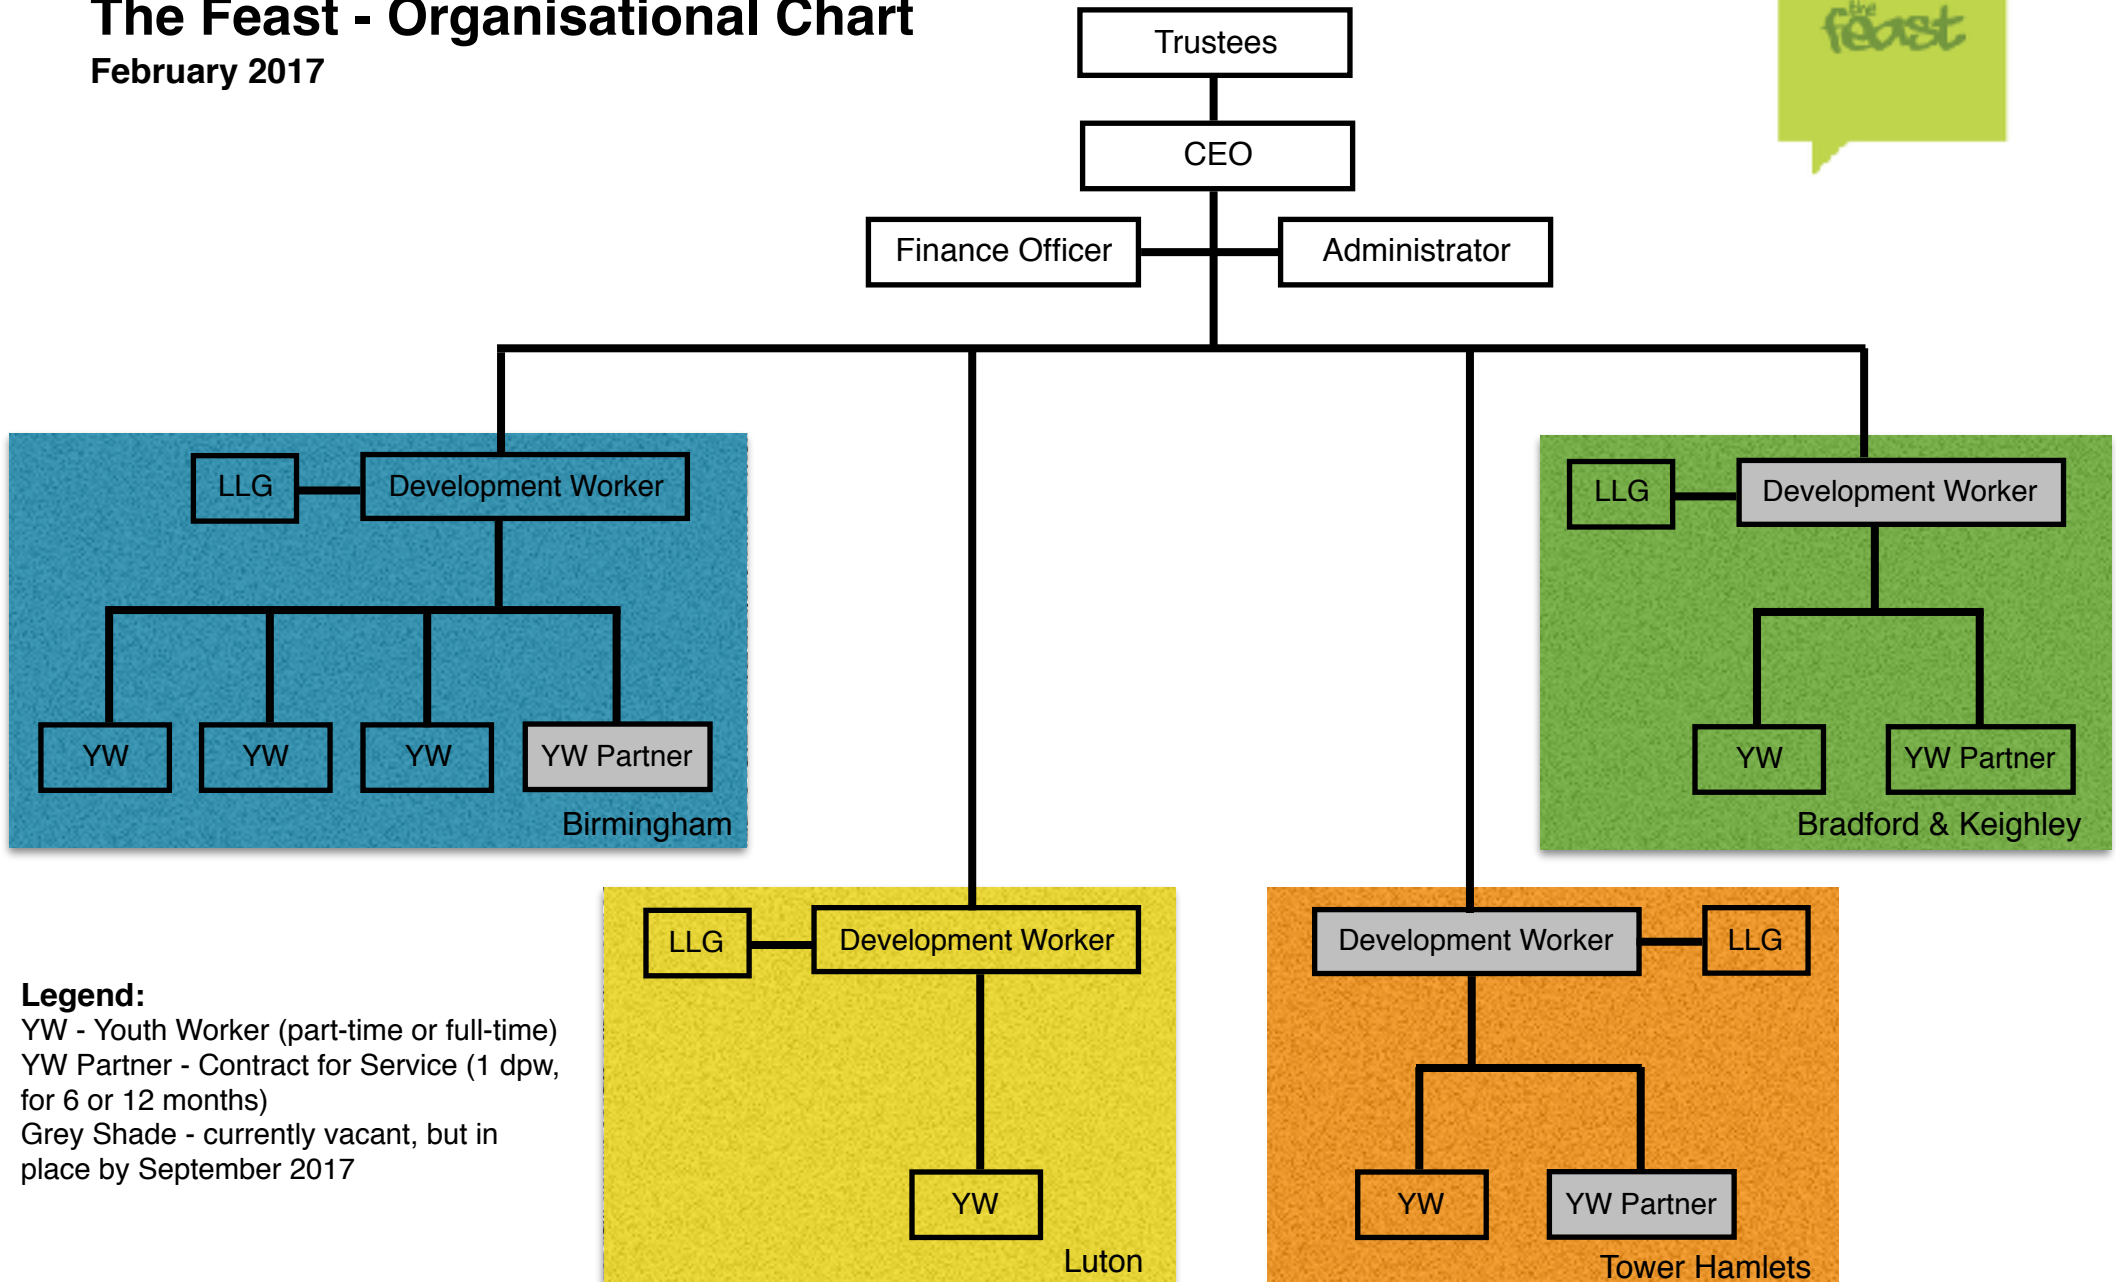 The Feast - Organisational Chart
February 2017
the
feast
Trustees
CEO
Finance Officer
Administrator
LLG
Development Worker
YW
YW
YW
YW Partner
Birmingham
LLG
Development Worker
YW
YW Partner
Bradford & Keighley
LLG
Development Worker
YW
Luton
Development Worker
LLG
YW
YW Partner
Tower Hamlets
Legend:
YW - Youth Worker (part-time or full-time)
YW Partner - Contract for Service (1 dpw,
for 6 or 12 months)
Grey Shade - currently vacant, but in
place by September 2017